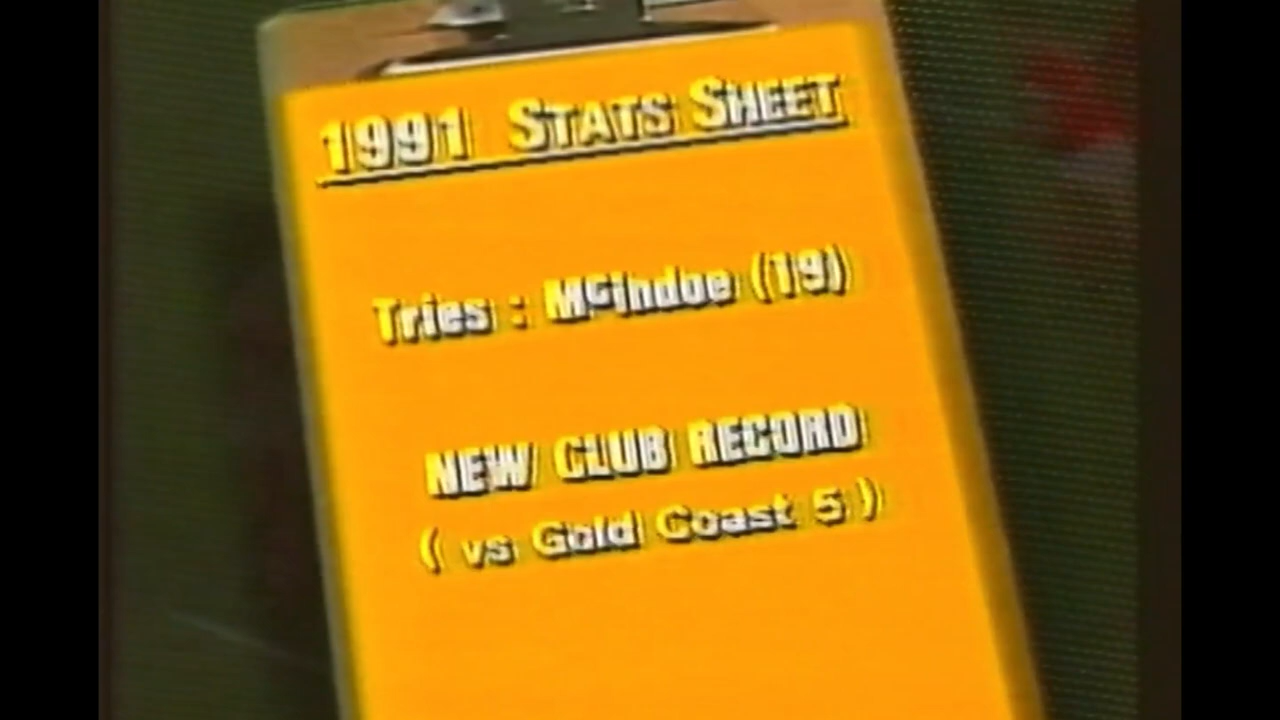 1991 STATS SHEET
Tries : McIndoe (19)
NEW CLUB RECORD
( vs Gold Coast 5 )